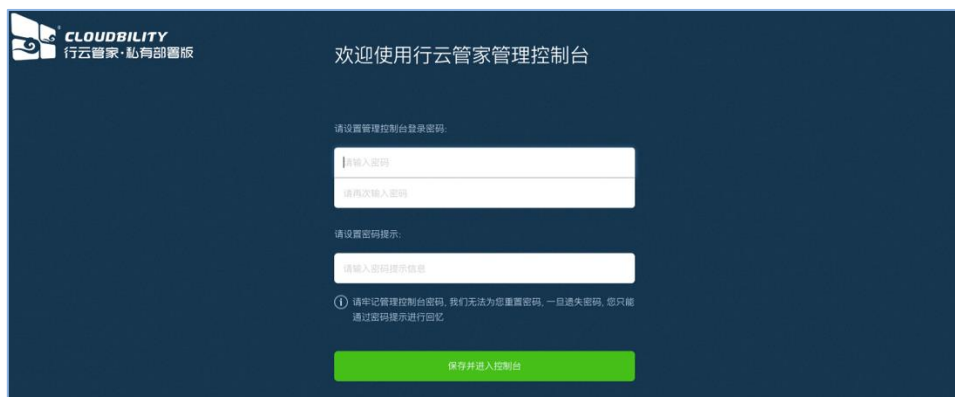 CLOUDBILITY
行云管家·私有部署版
欢迎使用行云管家管理控制台
请设置管理控制台登录密码:
请输入密码
请再次输入密码
请设置密码提示:
请输入密码提示信息
请牢记管理控制台密码, 我们无法为您重置密码, 一旦遗失密码, 您只能
通过密码提示进行回忆
保存并进入控制台